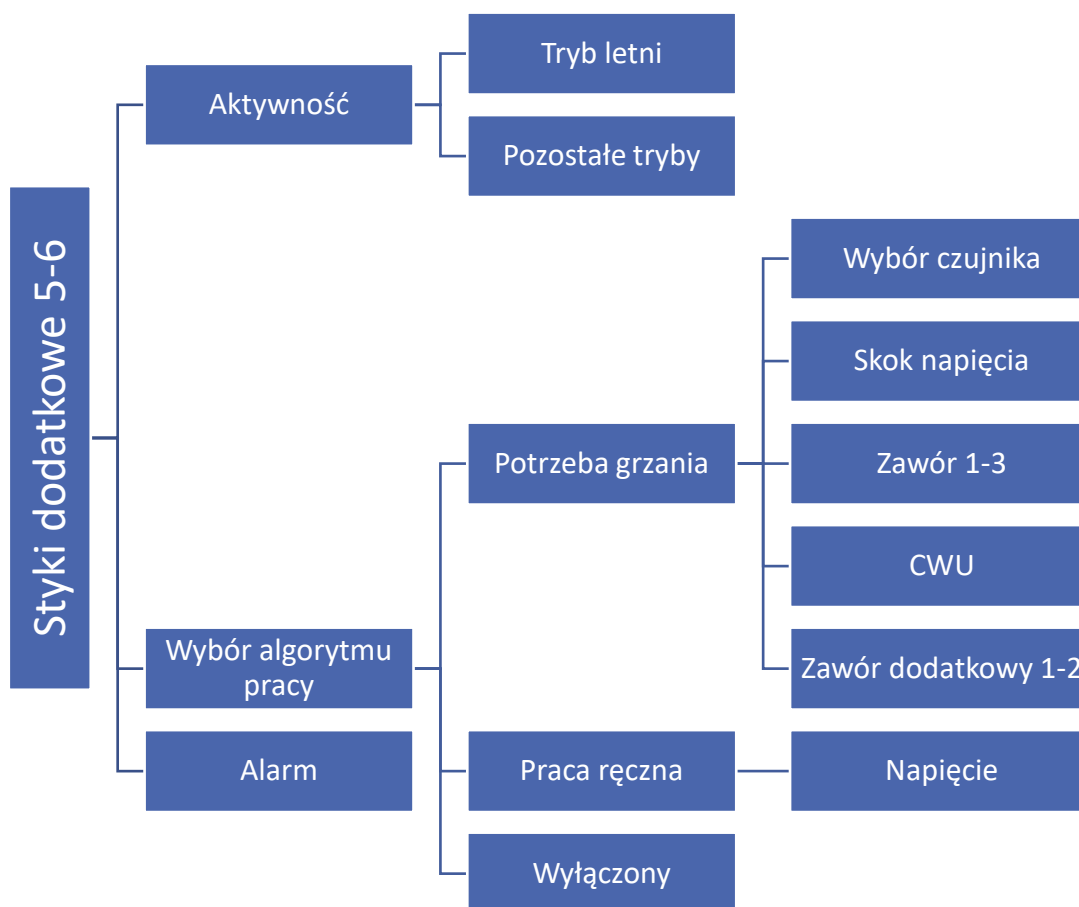 Styki dodatkowe 5-6
Aktywność
Tryb letni
Pozostałe tryby
Wybór algorytmu
pracy
Potrzeba grzania
Wybór czujnika
Skok napięcia
Zawór 1-3
CWU
Zawór dodatkowy 1-2
Praca ręczna
Napięcie
Wyłączony
Alarm